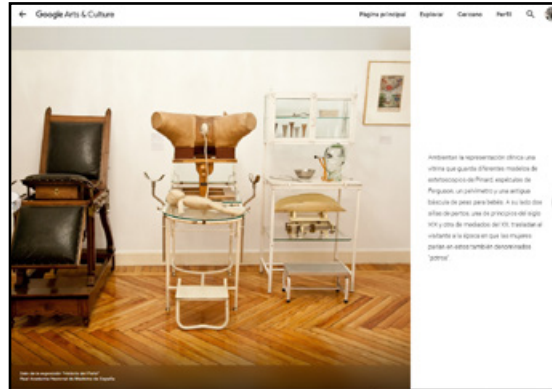 Google Arts & Culture
Página principal Explorar Cercano Perfil
Ambientan la representación clínica una
vitrina que guarda diferentes modelos de
estetoscopios de Pinard, espéculos de
Ferguson, un pelvímetro y una antigua
báscula de peso para bebés. A su lado dos
sillas de partos, una de principios del siglo
XIX y otra de mediados del XX, trasladan al
visitante a la época en que las mujeres
parían en estos también denominados
"potros".
Sala de la exposición "Historia del Parto"
Real Academia Nacional de Medicina de España